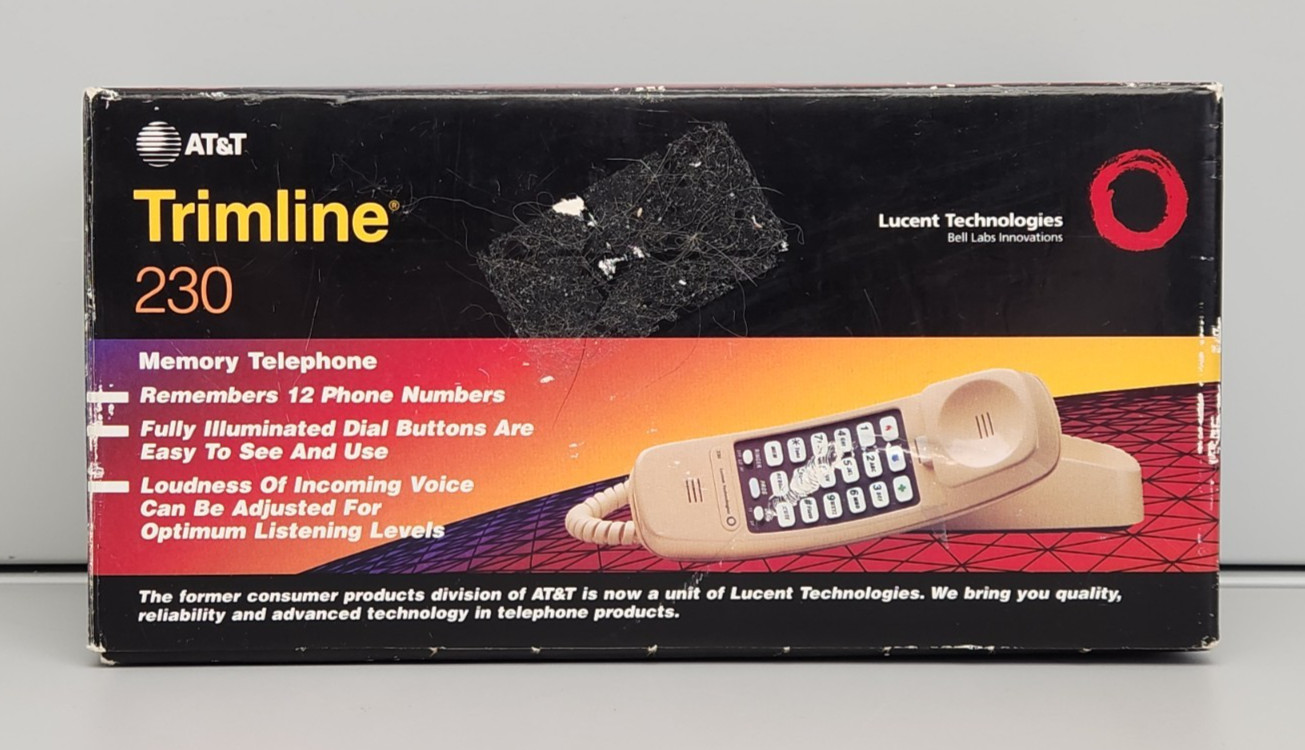 AT&T
Trimline®
230
Lucent Technologies
Bell Labs Innovations
Memory Telephone
Remembers 12 Phone Numbers
Fully Illuminated Dial Buttons Are
Easy To See And Use
Loudness Of Incoming Voice
Can Be Adjusted For
Optimum Listening Levels
The former consumer products division of AT&T is now a unit of Lucent Technologies. We bring you quality,
reliability and advanced technology in telephone products.